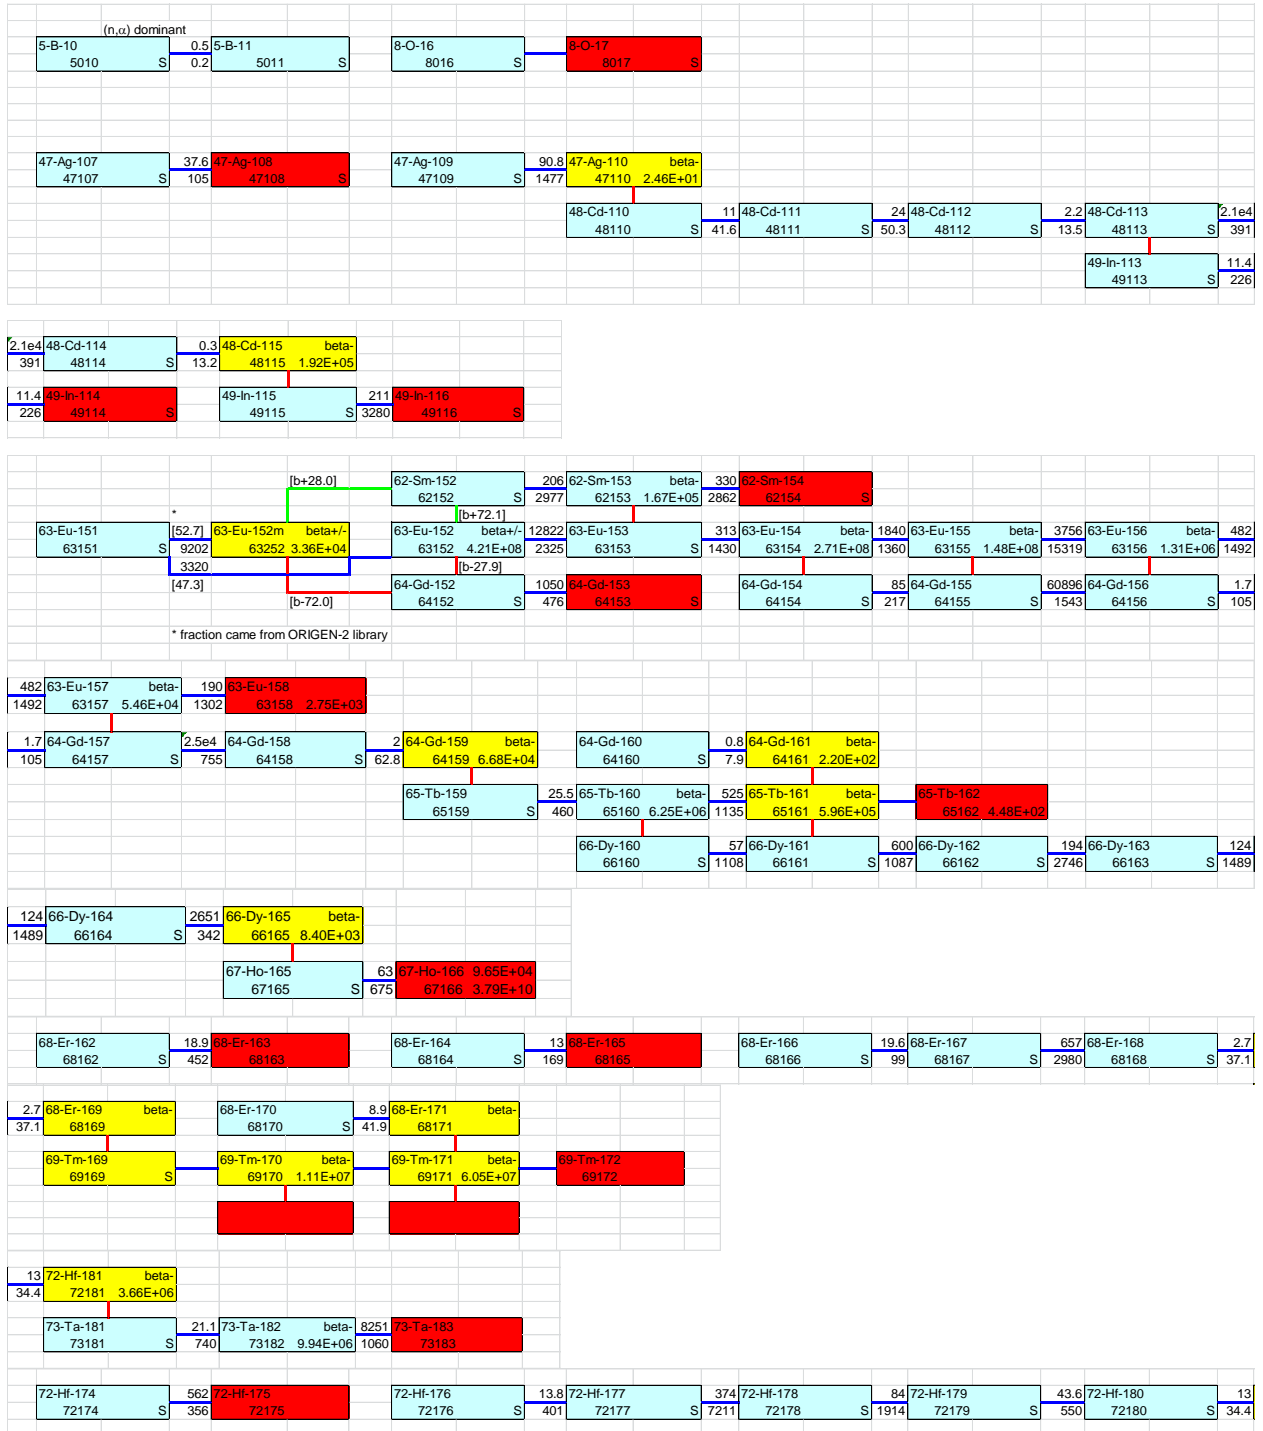 (n,α) dominant
5-B-10 0.5 5-B-11 8-O-16 8-O-17
5010 S 0.2 5011 S 8016 S 8017 S
47-Ag-107 37.6 47-Ag-108 47-Ag-109 90.8 47-Ag-110 beta-
47107 S 105 47108 S 47109 S 1477 47110 2.46E+01
48-Cd-110 11 48-Cd-111 24 48-Cd-112 2.2 48-Cd-113 2.1e4
48110 S 41.6 48111 S 50.3 48112 S 13.5 48113 S 391
49-In-113 11.4
49113 S 226
2.1e4 48-Cd-114 0.3 48-Cd-115 beta-
391 48114 S 13.2 48115 1.92E+05
11.4 49-In-114 49-In-115 211 49-In-116
226 49114 S 49115 S 3280 49116 S
[b+28.0] 62-Sm-152 206 62-Sm-153 beta- 330 62-Sm-154
62152 S 2977 62153 1.67E+05 2862 62154 S
* [b+72.1]
63-Eu-151 [52.7] 63-Eu-152m beta+/- 63-Eu-152 beta+/- 12822 63-Eu-153 313 63-Eu-154 beta- 1840 63-Eu-155 beta- 3756 63-Eu-156 beta- 482
63151 S 9202 63252 3.36E+04 63152 4.21E+08 2325 63153 S 1430 63154 2.71E+08 1360 63155 1.48E+08 15319 63156 1.31E+06 1492
3320 [b-27.9]
[47.3] 64-Gd-152 1050 64-Gd-153 64-Gd-154 85 64-Gd-155 60896 64-Gd-156 1.7
[b-72.0] 64152 S 476 64153 S 64154 S 217 64155 S 1543 64156 S 105
* fraction came from ORIGEN-2 library
482 63-Eu-157 beta- 190 63-Eu-158
1492 63157 5.46E+04 1302 63158 2.75E+03
1.7 64-Gd-157 2.5e4 64-Gd-158 2 64-Gd-159 beta- 64-Gd-160 0.8 64-Gd-161 beta-
105 64157 S 755 64158 S 62.8 64159 6.68E+04 64160 S 7.9 64161 2.20E+02
65-Tb-159 25.5 65-Tb-160 beta- 525 65-Tb-161 beta- 65-Tb-162
65159 S 460 65160 6.25E+06 1135 65161 5.96E+05 65162 4.48E+02
66-Dy-160 57 66-Dy-161 600 66-Dy-162 194 66-Dy-163 124
66160 S 1108 66161 S 1087 66162 S 2746 66163 S 1489
124 66-Dy-164 2651 66-Dy-165 beta-
1489 66164 S 342 66165 8.40E+03
67-Ho-165 63 67-Ho-166 9.65E+04
67165 S 675 67166 3.79E+10
68-Er-162 18.9 68-Er-163 68-Er-164 13 68-Er-165 68-Er-166 19.6 68-Er-167 657 68-Er-168 2.7
68162 S 452 68163 68164 S 169 68165 68166 S 99 68167 S 2980 68168 S 37.1
2.7 68-Er-169 beta- 68-Er-170 8.9 68-Er-171 beta-
37.1 68169 68170 S 41.9 68171
69-Tm-169 69-Tm-170 beta- 69-Tm-171 beta- 69-Tm-172
69169 S 69170 1.11E+07 69171 6.05E+07 69172
13 72-Hf-181 beta-
34.4 72181 3.66E+06
73-Ta-181 21.1 73-Ta-182 beta- 8251 73-Ta-183
73181 S 740 73182 9.94E+06 1060 73183
72-Hf-174 562 72-Hf-175 72-Hf-176 13.8 72-Hf-177 374 72-Hf-178 84 72-Hf-179 43.6 72-Hf-180 13
72174 S 356 72175 72176 S 401 72177 S 7211 72178 S 1914 72179 S 550 72180 S 34.4